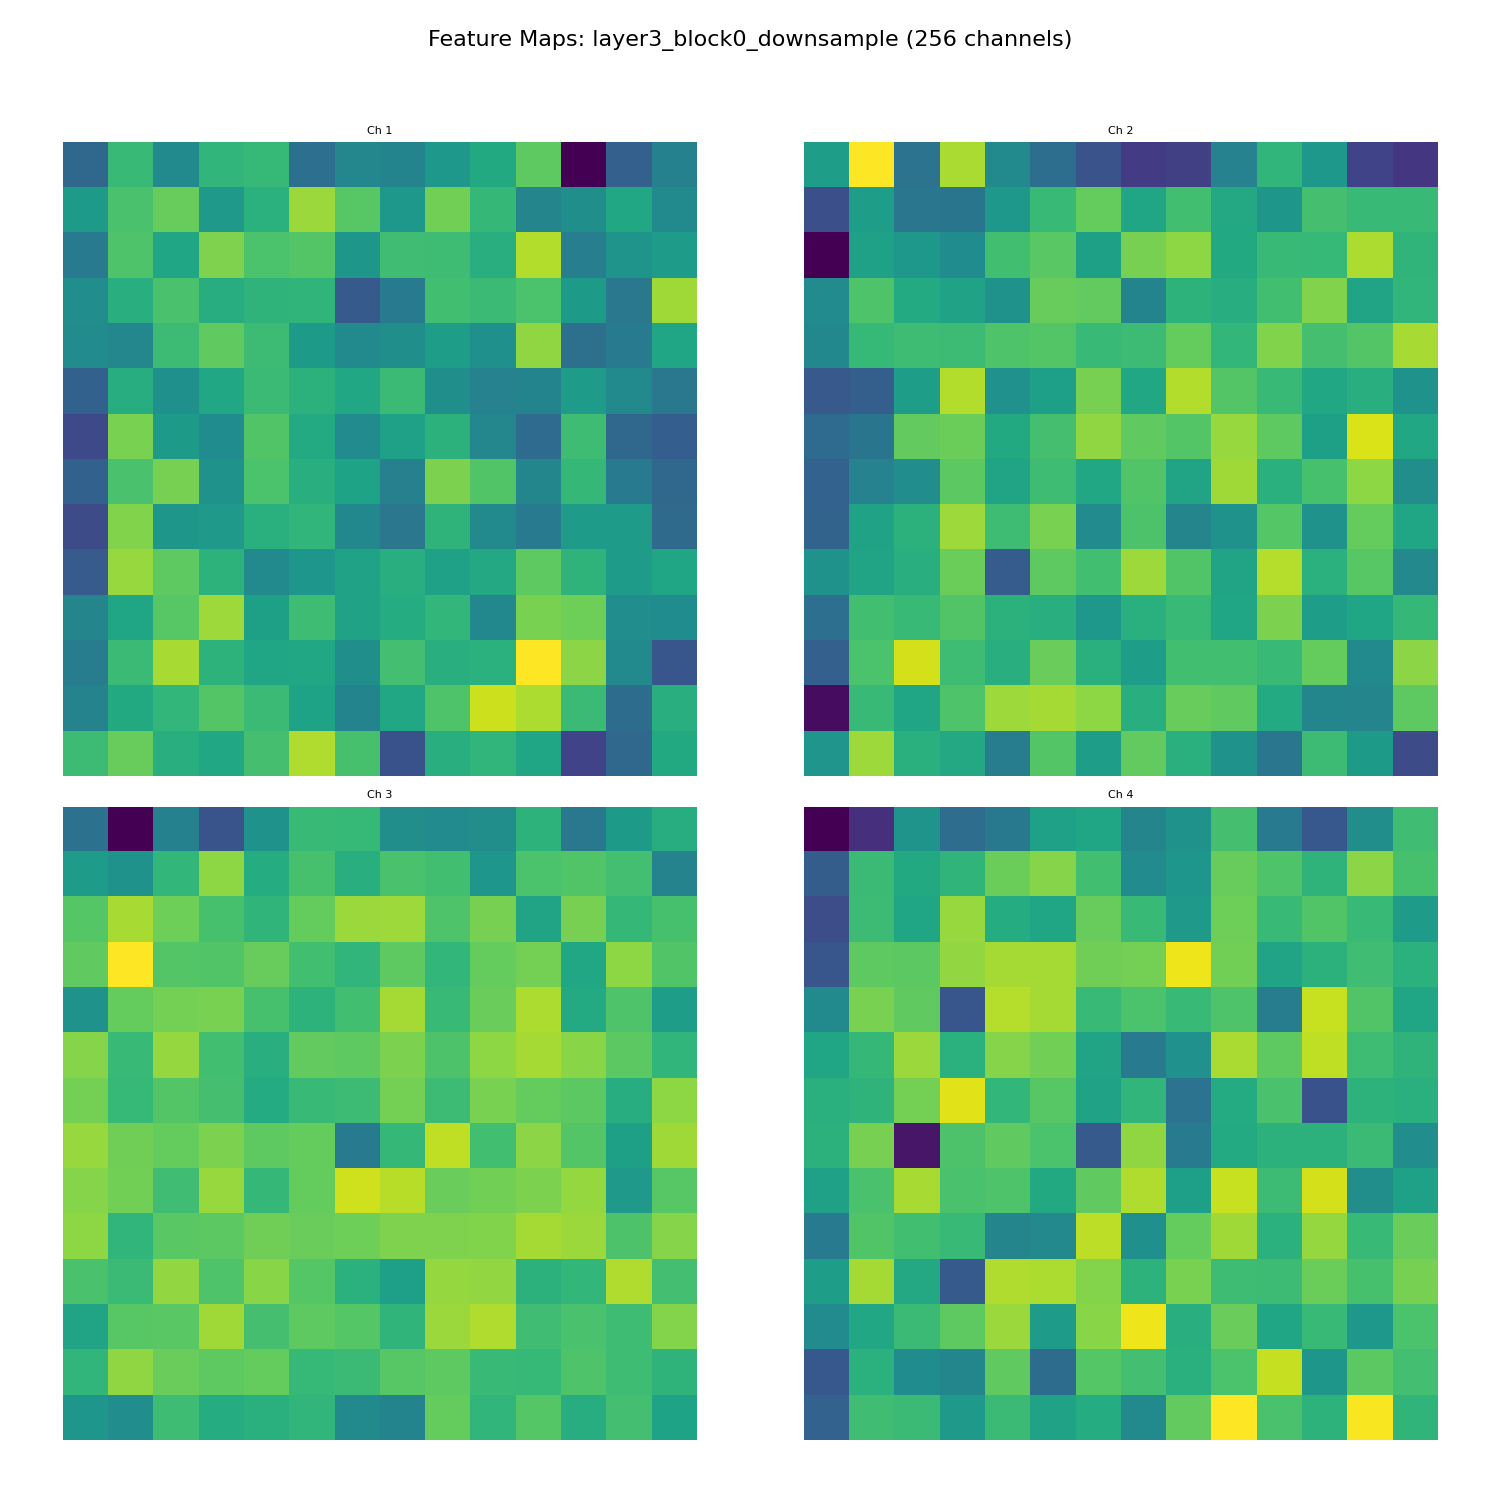 Feature Maps: layer3_block0_downsample (256 channels)
Ch 1
Ch 2
Ch 3
Ch 4